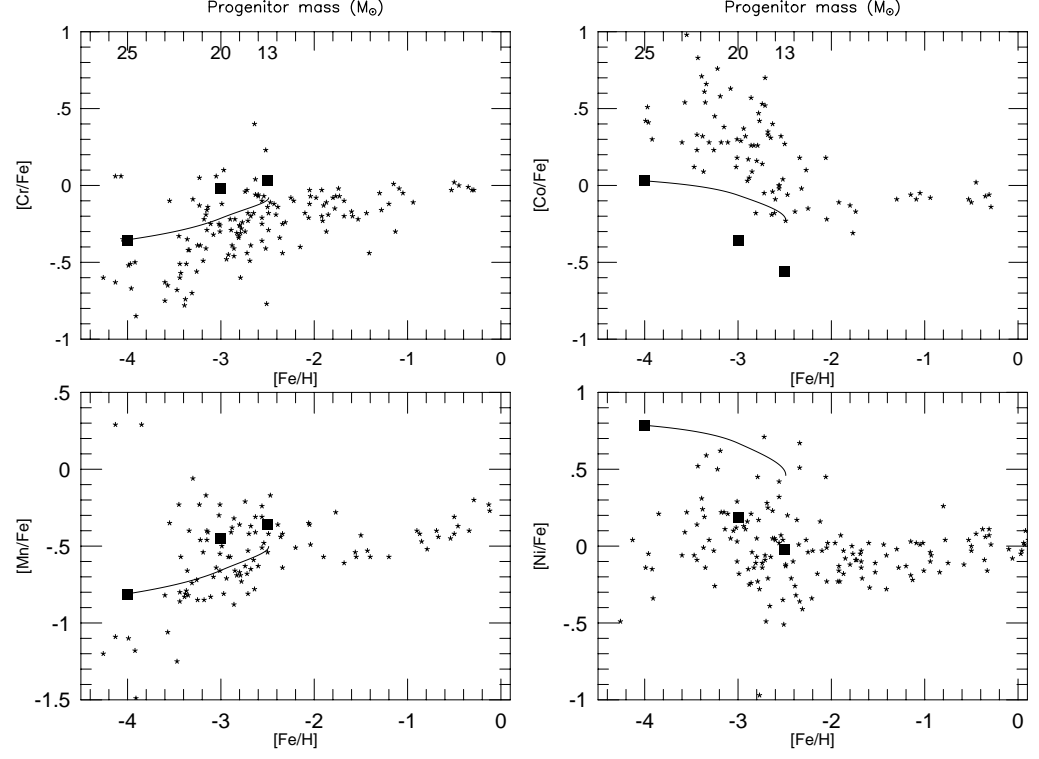 Progenitor mass (M☉) Progenitor mass (M☉)
1 25 20 13 1 25 20 13
.5 .5
[Cr/Fe] 0 [Co/Fe] 0
-.5 -.5
-1 -1
-4 -3 -2 -1 0 -4 -3 -2 -1 0
[Fe/H] [Fe/H]
.5 1
0 .5
[Mn/Fe] -.5 [Ni/Fe] 0
-1 -.5
-1.5 -1
-4 -3 -2 -1 0 -4 -3 -2 -1 0
[Fe/H] [Fe/H]